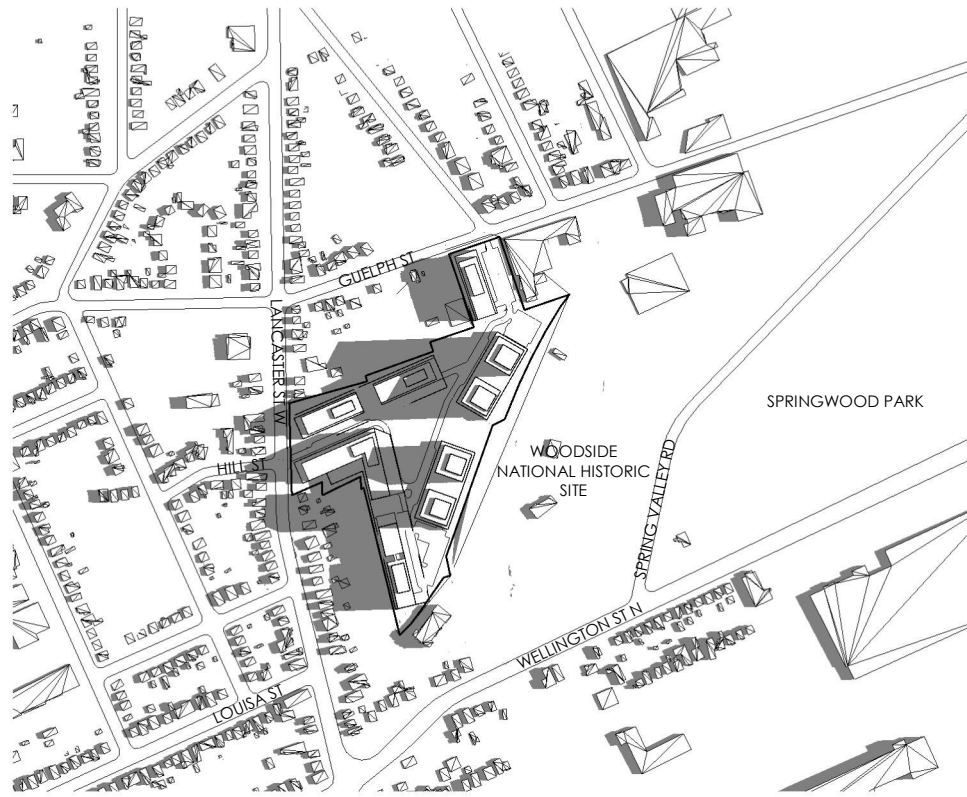 GUELPH ST
LANCASTER ST W
SPRINGWOOD PARK
WOODSIDE
NATIONAL HISTORIC
SITE
HILL ST
SPRING VALLEY RD
WELLINGTON ST N
LOUISA ST